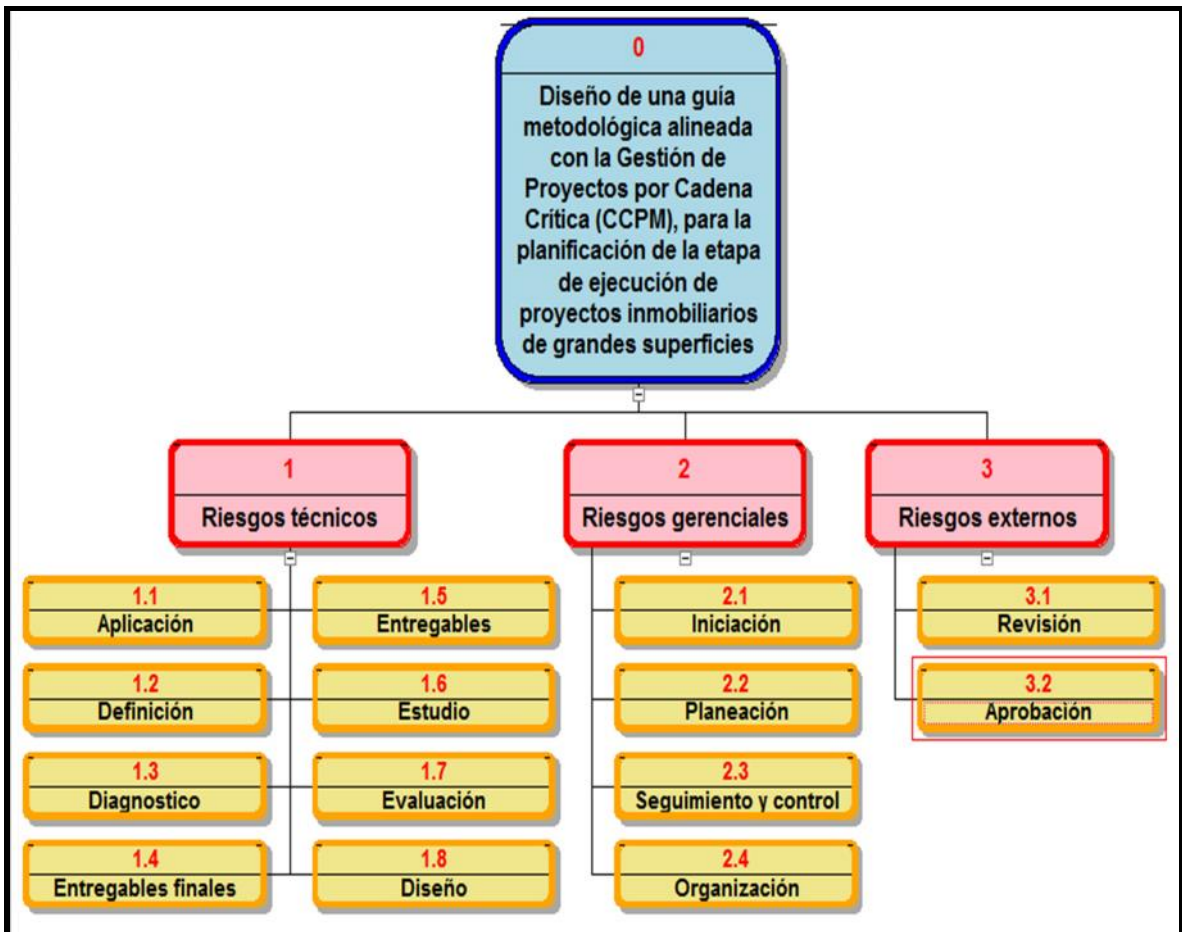 0
Diseño de una guía
metodológica alineada
con la Gestión de
Proyectos por Cadena
Crítica (CCPM), para la
planificación de la etapa
de ejecución de
proyectos inmobiliarios
de grandes superficies
1
Riesgos técnicos
2
Riesgos gerenciales
3
Riesgos externos
1.1
Aplicación
1.2
Definición
1.3
Diagnostico
1.4
Entregables finales
1.5
Entregables
1.6
Estudio
1.7
Evaluación
1.8
Diseño
2.1
Iniciación
2.2
Planeación
2.3
Seguimiento y control
2.4
Organización
3.1
Revisión
3.2
Aprobación